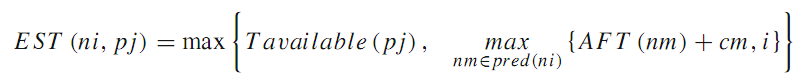 EST (ni, pj) = max { Tavailable (pj) , max {AFT (nm) + cm, i} }
nm∈pred(ni)